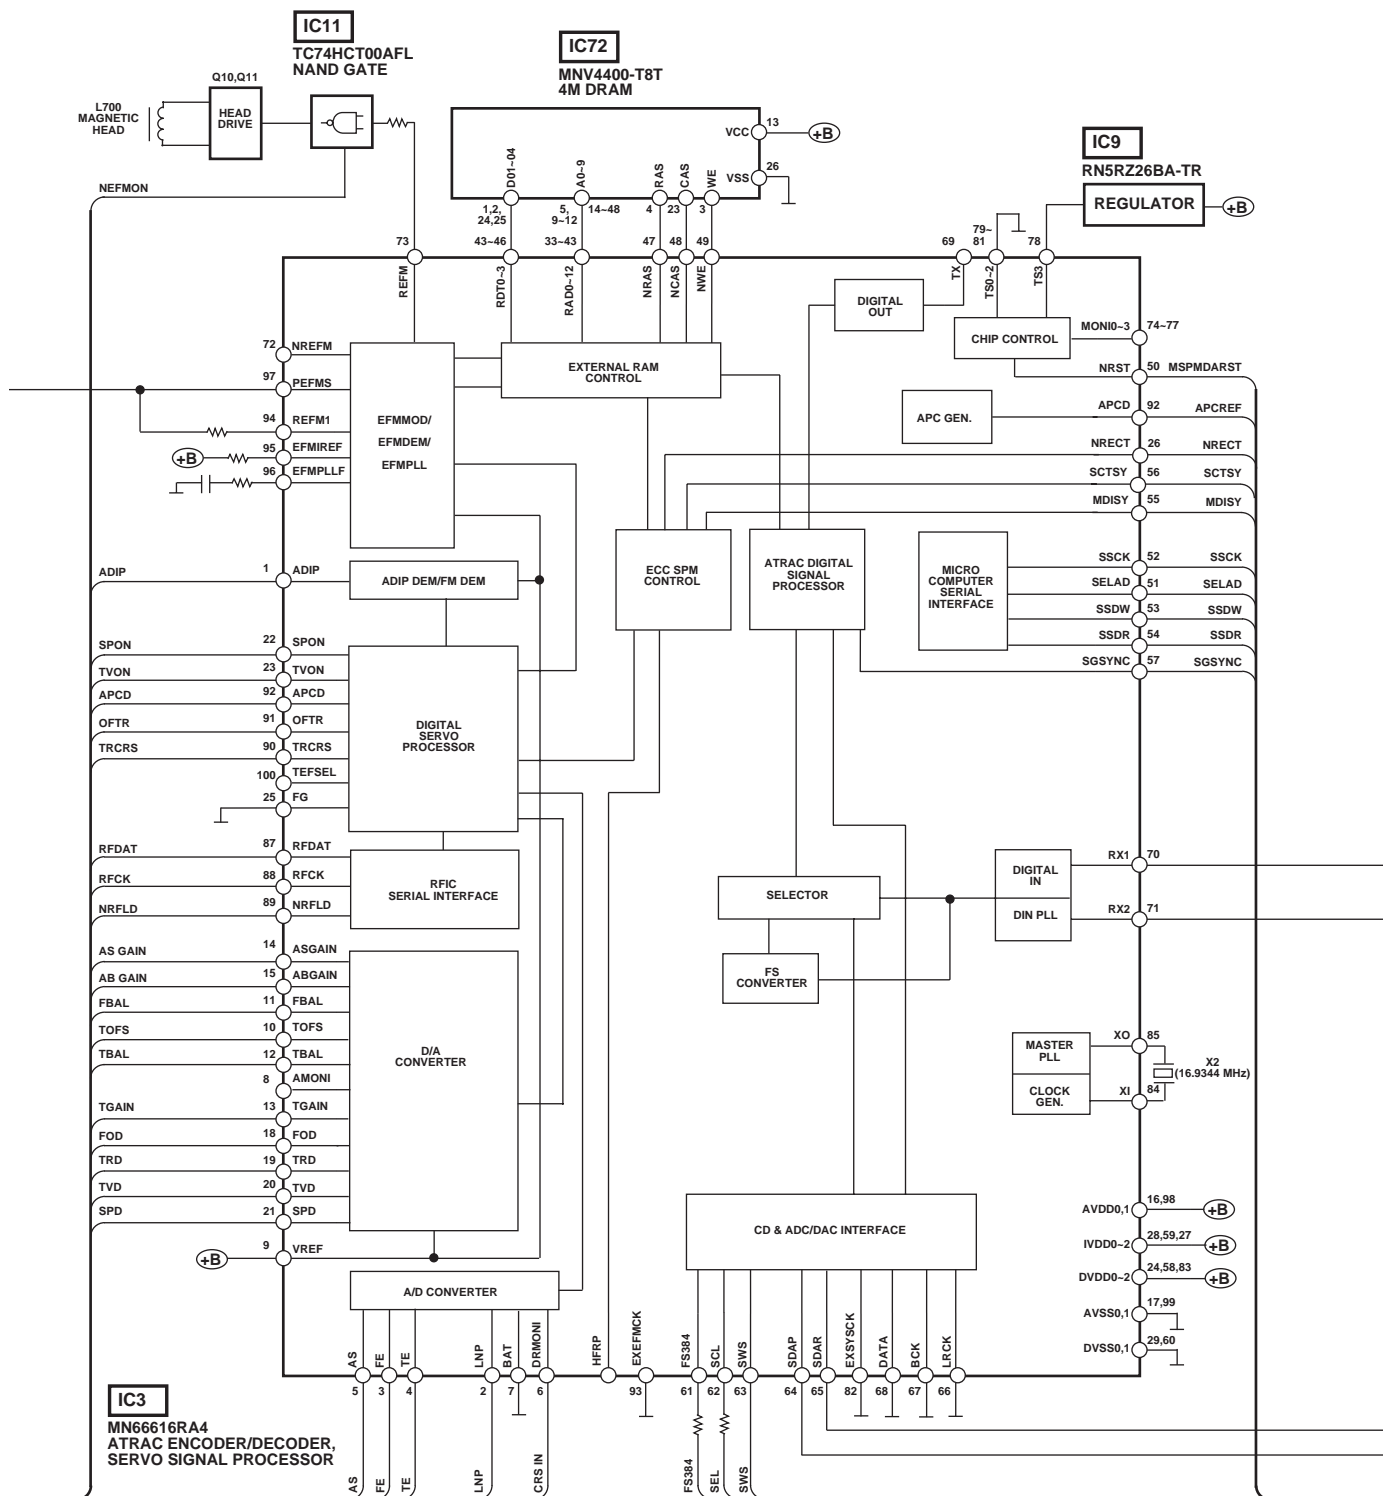 IC11
TC74HCT00AFL
NAND GATE
IC72
MNV4400-T8T
4M DRAM
Q10,Q11
L700
MAGNETIC
HEAD
HEAD
DRIVE
VCC
13
+B
VSS
26
IC9
RN5RZ26BA-TR
REGULATOR
+B
D01~04
A0~9
RAS
CAS
WE
NEFMON
1,2,
24,25
5,
9~12
14~48
4
23
3
73
43~46
33~43
47
48
49
69
79~
81
78
REFM
RDT0~3
RAD0~12
NRAS
NCAS
NWE
TX
TS0~2
TS3
DIGITAL
OUT
CHIP CONTROL
MONI0~3
74~77
72
NREFM
EXTERNAL RAM
CONTROL
NRST
50
MSPMDARST
97
PEFMS
94
REFM1
EFMMOD/
EFMDEM/
EFMPLL
APC GEN.
APCD
92
APCREF
+B
95
EFMIREF
NRECT
26
NRECT
96
EFMPLLF
SCTSY
56
SCTSY
MDISY
55
MDISY
ADIP
1
ADIP
ADIP DEM/FM DEM
ECC SPM
CONTROL
ATRAC DIGITAL
SIGNAL
PROCESSOR
MICRO
COMPUTER
SERIAL
INTERFACE
SSCK
52
SSCK
SELAD
51
SELAD
SSDW
53
SSDW
SSDR
54
SSDR
SGSYNC
57
SGSYNC
SPON
22
SPON
TVON
23
TVON
APCD
92
APCD
OFTR
91
OFTR
TRCRS
90
TRCRS
100
TEFSEL
25
FG
DIGITAL
SERVO
PROCESSOR
RFDAT
87
RFDAT
RFCK
88
RFCK
NRFLD
89
NRFLD
RFIC
SERIAL INTERFACE
SELECTOR
DIGITAL
IN
DIN PLL
RX1
70
RX2
71
FS
CONVERTER
AS GAIN
14
ASGAIN
AB GAIN
15
ABGAIN
FBAL
11
FBAL
TOFS
10
TOFS
TBAL
12
TBAL
8
AMONI
TGAIN
13
TGAIN
FOD
18
FOD
TRD
19
TRD
TVD
20
TVD
SPD
21
SPD
D/A
CONVERTER
MASTER
PLL
CLOCK
GEN.
XO
85
X2
(16.9344 MHz)
XI
84
+B
9
VREF
CD & ADC/DAC INTERFACE
AVDD0,1
16,98
+B
IVDD0~2
28,59,27
+B
DVDD0~2
24,58,83
+B
AVSS0,1
17,99
DVSS0,1
29,60
A/D CONVERTER
AS
FE
TE
LNP
BAT
DRMONI
HFRP
EXEFMCK
FS384
SCL
SWS
SDAP
SDAR
EXSYSCK
DATA
BCK
LRCK
5
3
4
2
7
6
93
61
62
63
64
65
82
68
67
66
IC3
MN66616RA4
ATRAC ENCODER/DECODER,
SERVO SIGNAL PROCESSOR
AS
FE
TE
LNP
CRS IN
FS384
SEL
SWS